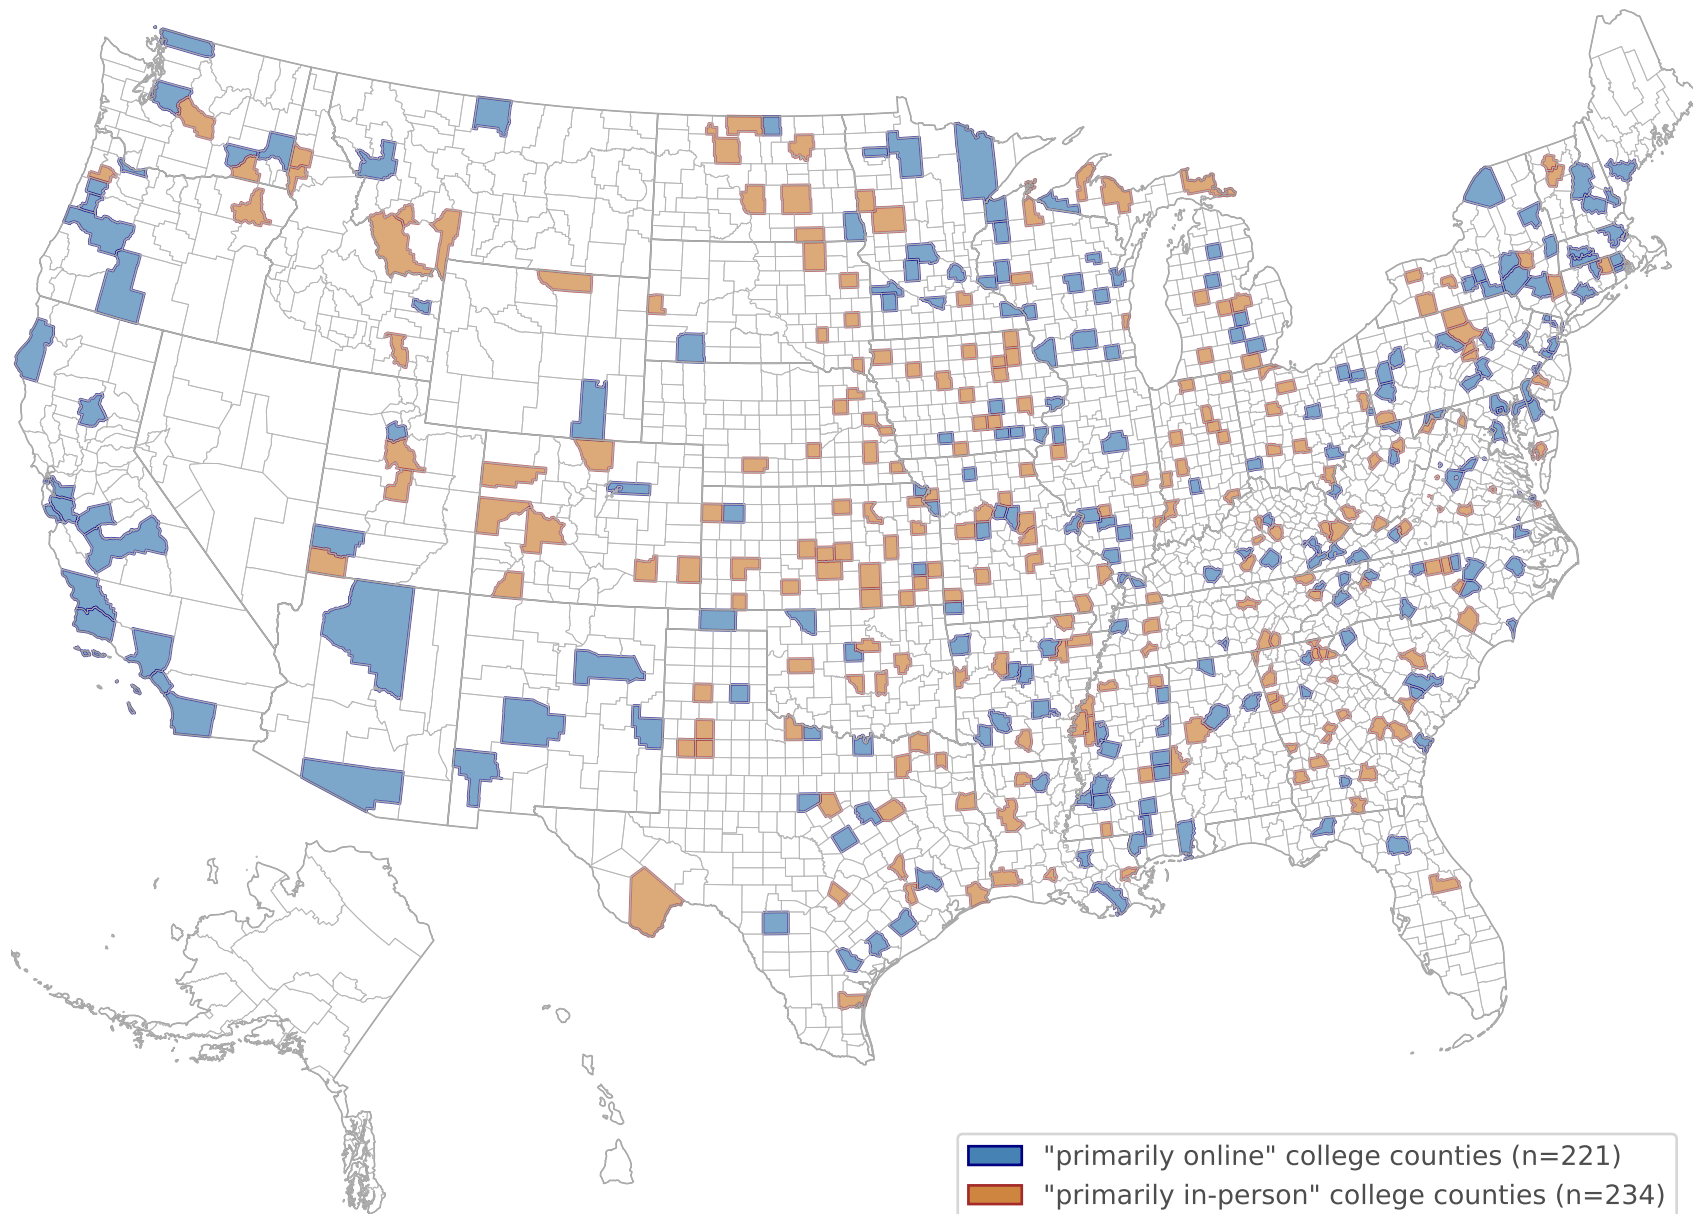 "primarily online" college counties (n=221)
"primarily in-person" college counties (n=234)